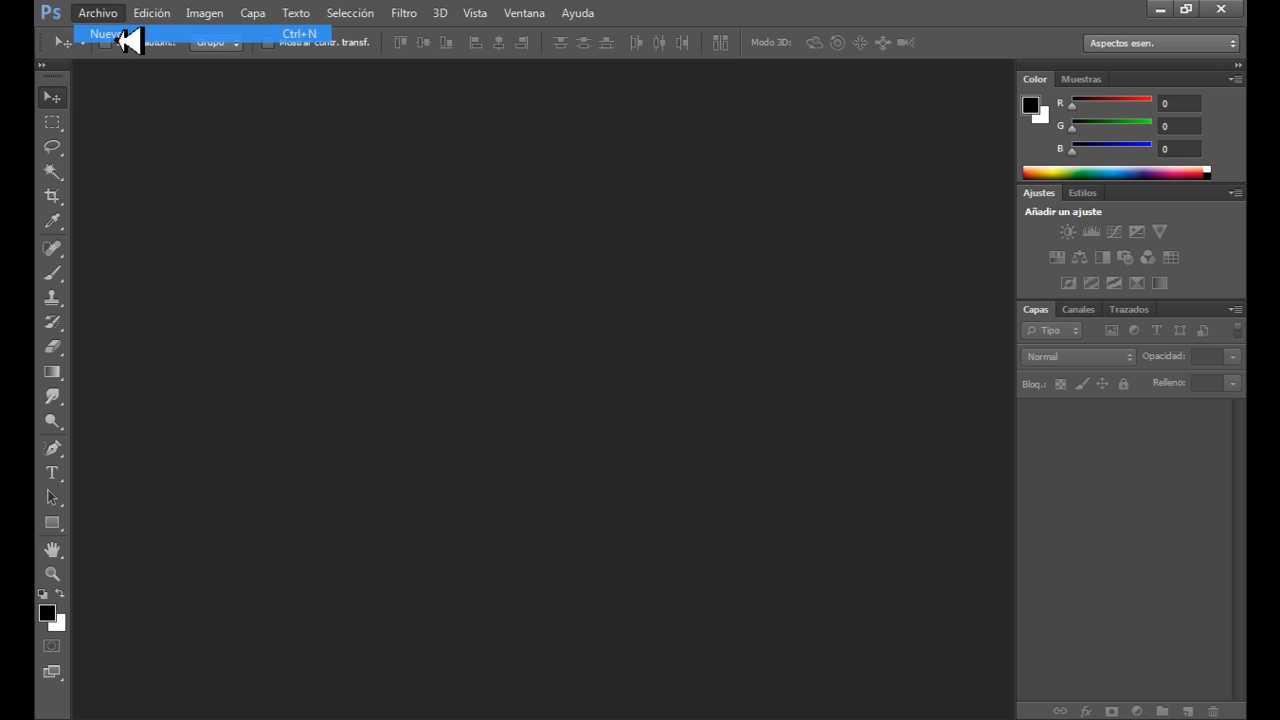 Ps Archivo Edición Imagen Capa Texto Selección Filtro 3D Vista Ventana Ayuda
Ctrl+N
Grupo Mostrar contr. transf. Modo 3D: Aspectos esen.
Color Muestras
R 0
G 0
B 0
Ajustes Estilos
Añadir un ajuste
Capas Canales Trazados
Tipo
Normal Opacidad:
Bloq.: Relleno: